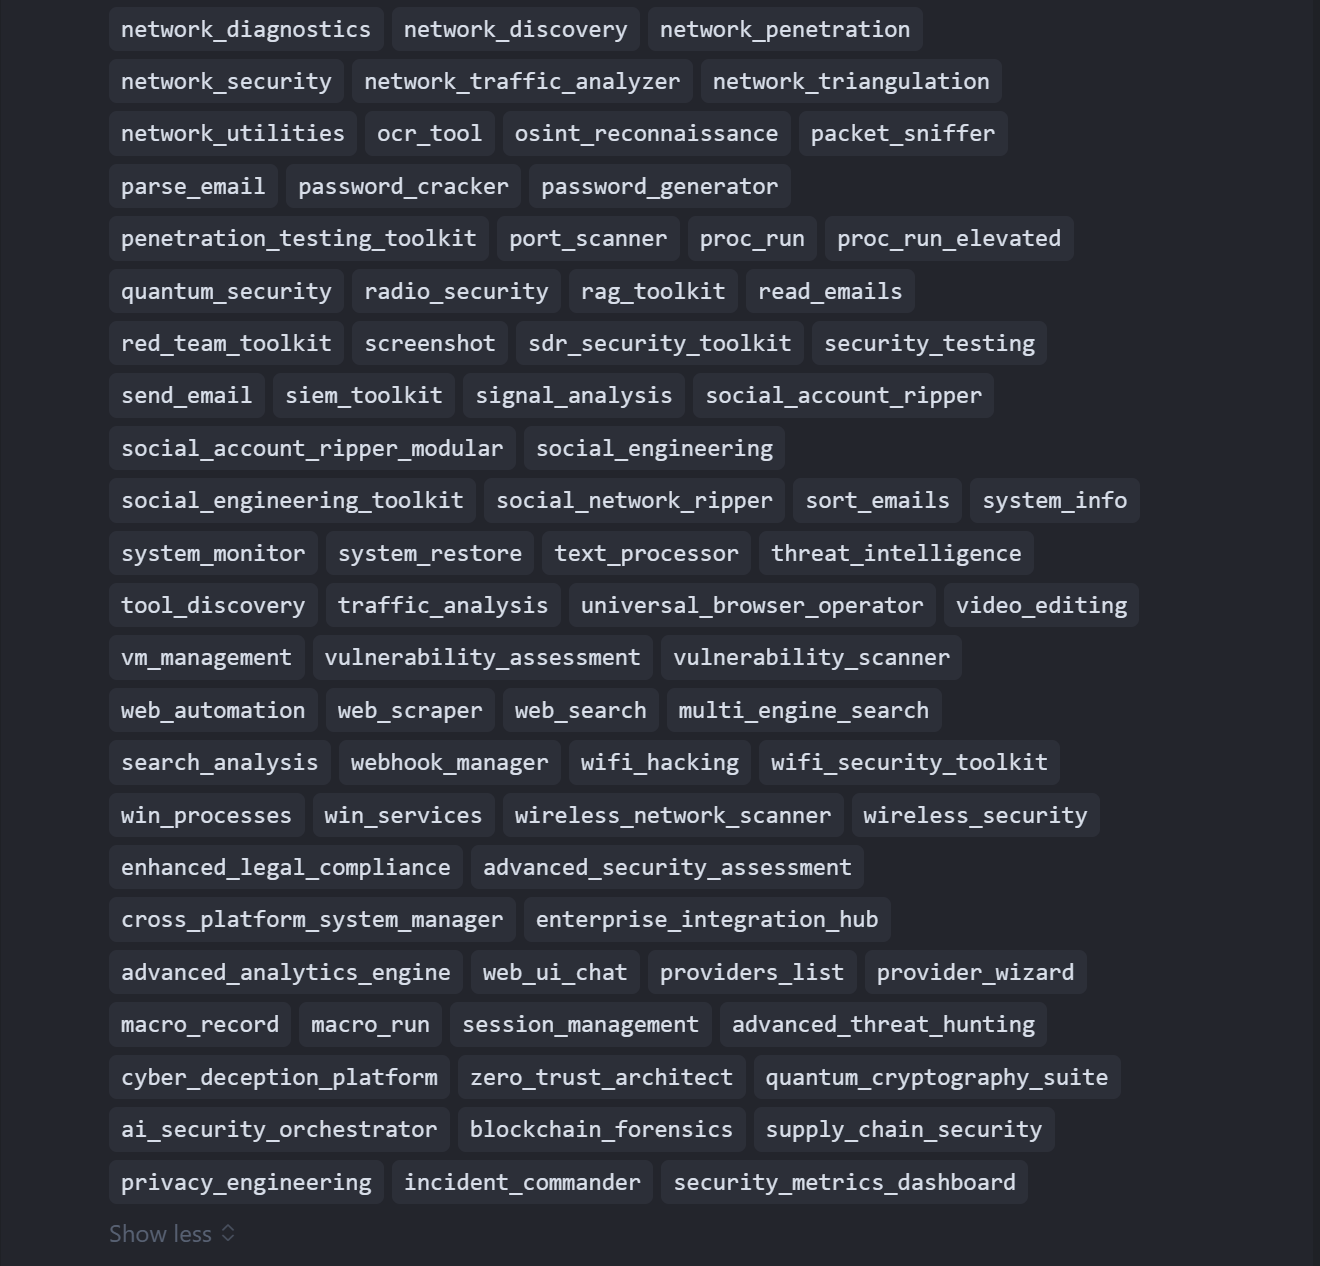 network_diagnostics network_discovery network_penetration
network_security network_traffic_analyzer network_triangulation
network_utilities ocr_tool osint_reconnaissance packet_sniffer
parse_email password_cracker password_generator
penetration_testing_toolkit port_scanner proc_run proc_run_elevated
quantum_security radio_security rag_toolkit read_emails
red_team_toolkit screenshot sdr_security_toolkit security_testing
send_email siem_toolkit signal_analysis social_account_ripper
social_account_ripper_modular social_engineering
social_engineering_toolkit social_network_ripper sort_emails system_info
system_monitor system_restore text_processor threat_intelligence
tool_discovery traffic_analysis universal_browser_operator video_editing
vm_management vulnerability_assessment vulnerability_scanner
web_automation web_scraper web_search multi_engine_search
search_analysis webhook_manager wifi_hacking wifi_security_toolkit
win_processes win_services wireless_network_scanner wireless_security
enhanced_legal_compliance advanced_security_assessment
cross_platform_system_manager enterprise_integration_hub
advanced_analytics_engine web_ui_chat providers_list provider_wizard
macro_record macro_run session_management advanced_threat_hunting
cyber_deception_platform zero_trust_architect quantum_cryptography_suite
ai_security_orchestrator blockchain_forensics supply_chain_security
privacy_engineering incident_commander security_metrics_dashboard
Show less